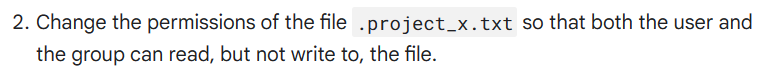 2. Change the permissions of the file .project_x.txt so that both the user and
the group can read, but not write to, the file.